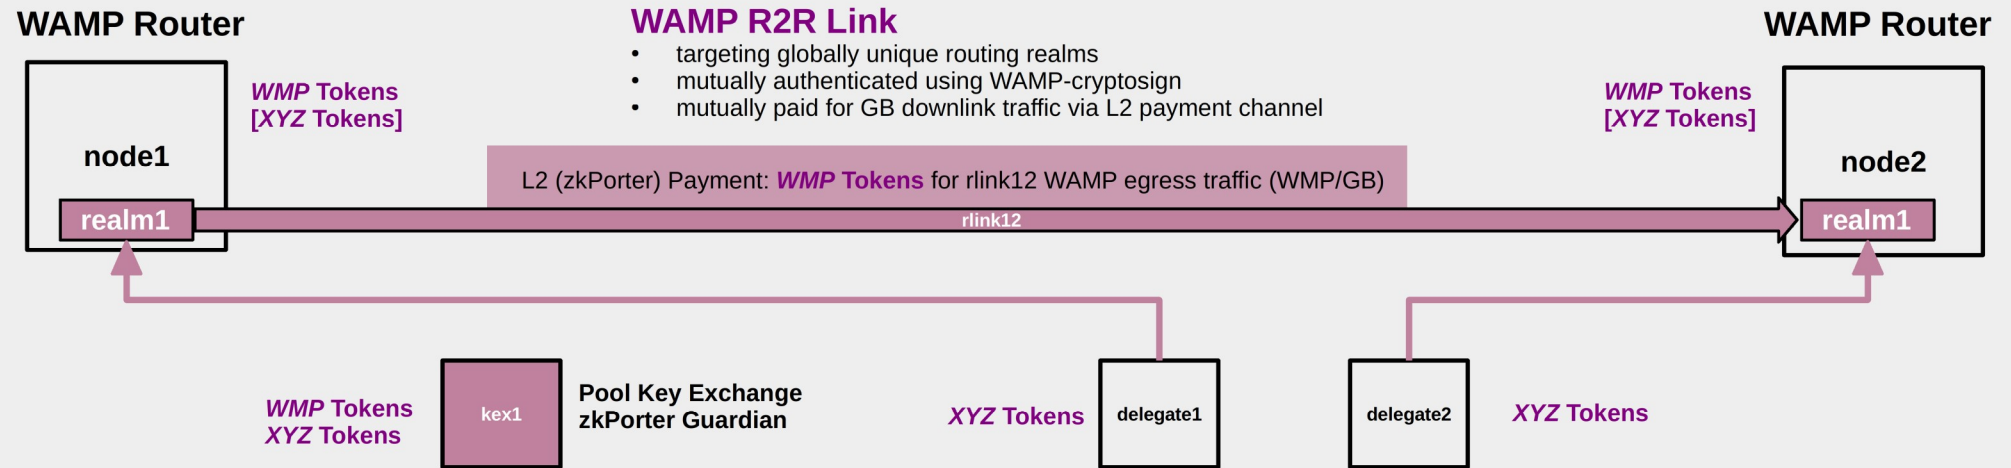 WAMP Router
WAMP R2R Link
WAMP Router
• targeting globally unique routing realms
• mutually authenticated using WAMP-cryptosign
• mutually paid for GB downlink traffic via L2 payment channel
WMP Tokens
[XYZ Tokens]
WMP Tokens
[XYZ Tokens]
node1
node2
L2 (zkPorter) Payment: WMP Tokens for rlink12 WAMP egress traffic (WMP/GB)
realm1
rlink12
realm1
WMP Tokens
XYZ Tokens
kex1
Pool Key Exchange
zkPorter Guardian
XYZ Tokens
delegate1
delegate2
XYZ Tokens